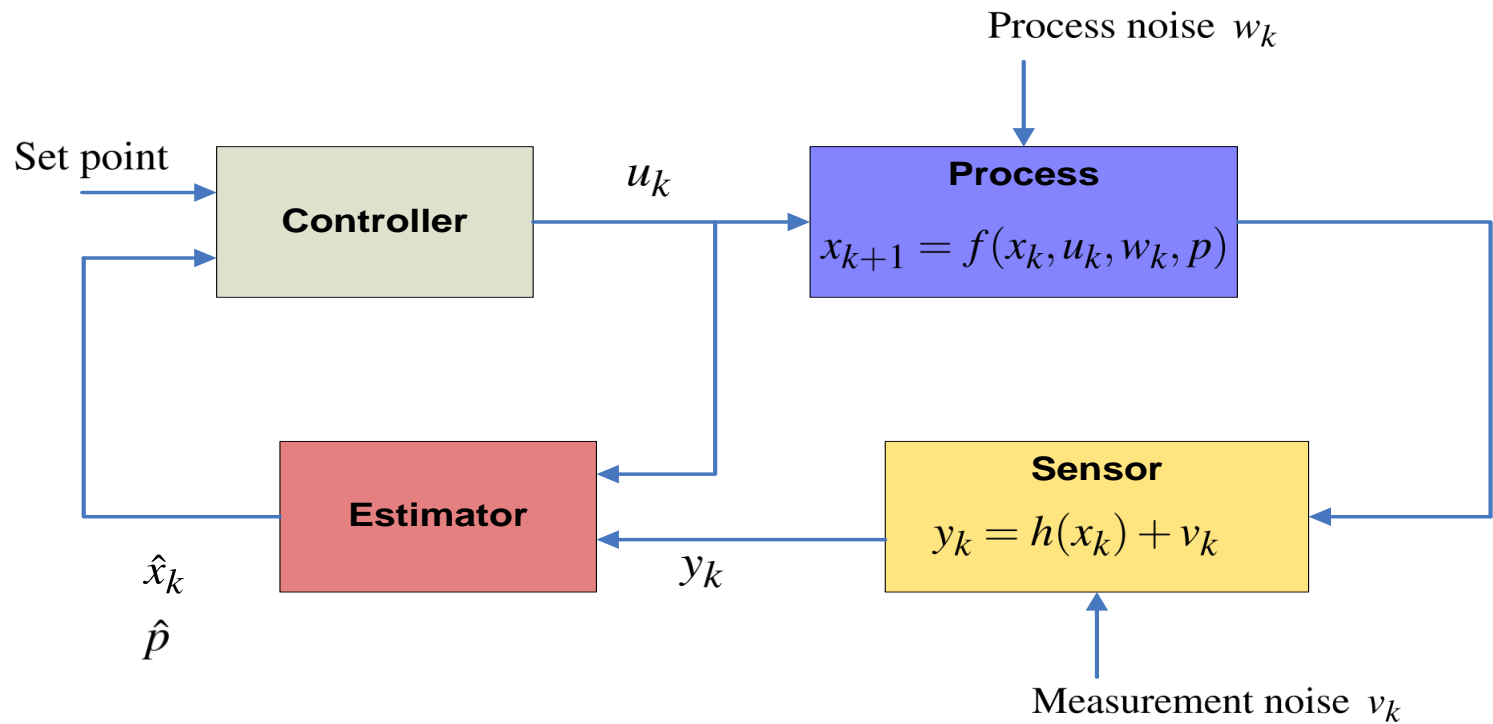 Process noise w_k
Set point
Controller
u_k
Process
x_{k+1} = f(x_k, u_k, w_k, p)
Estimator
Sensor
y_k = h(x_k) + v_k
y_k
x̂_k
p̂
Measurement noise v_k